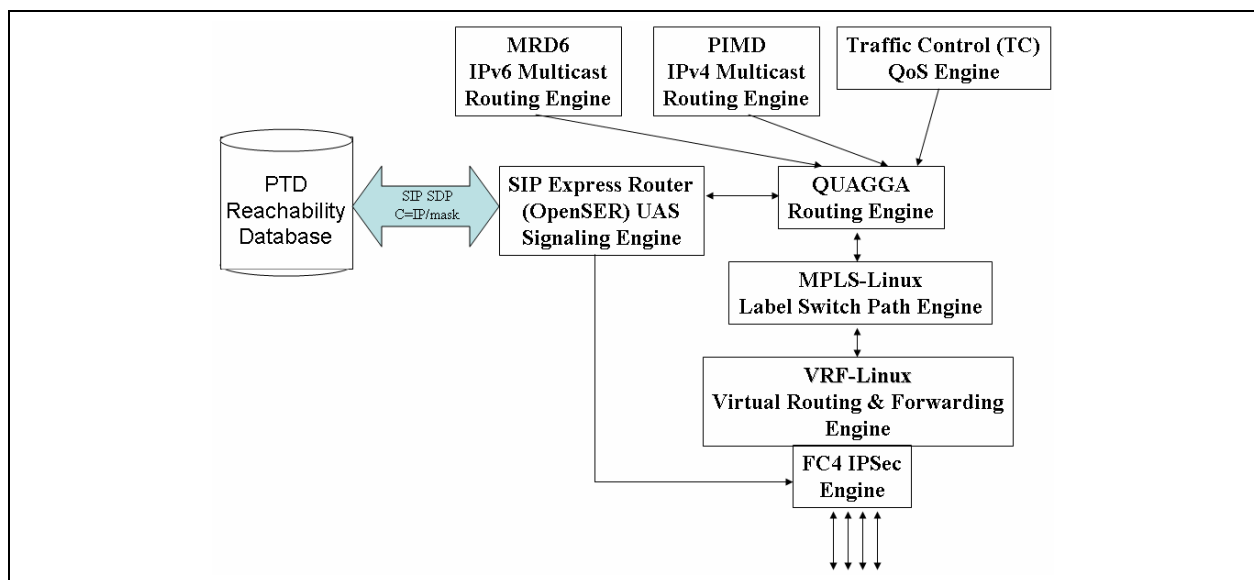 MRD6
IPv6 Multicast
Routing Engine
PIMD
IPv4 Multicast
Routing Engine
Traffic Control (TC)
QoS Engine
PTD
Reachability
Database
SIP SDP
C=IP/mask
SIP Express Router
(OpenSER) UAS
Signaling Engine
QUAGGA
Routing Engine
MPLS-Linux
Label Switch Path Engine
VRF-Linux
Virtual Routing & Forwarding
Engine
FC4 IPSec
Engine